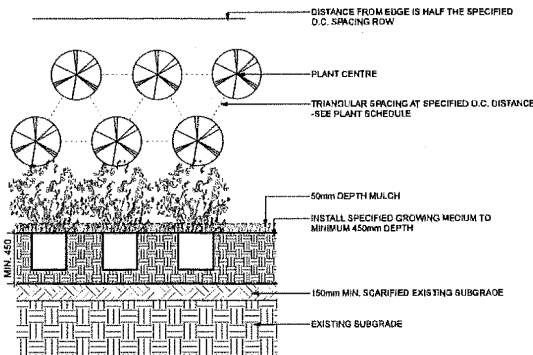 DISTANCE FROM EDGE IS HALF THE SPECIFIED
O.C. SPACING ROW
PLANT CENTRE
TRIANGULAR SPACING AT SPECIFIED O.C. DISTANCE
-SEE PLANT SCHEDULE
50mm DEPTH MULCH
INSTALL SPECIFIED GROWING MEDIUM TO
MINIMUM 450mm DEPTH
MIN. 450
150mm MIN. SCARIFIED EXISTING SUBGRADE
EXISTING SUBGRADE